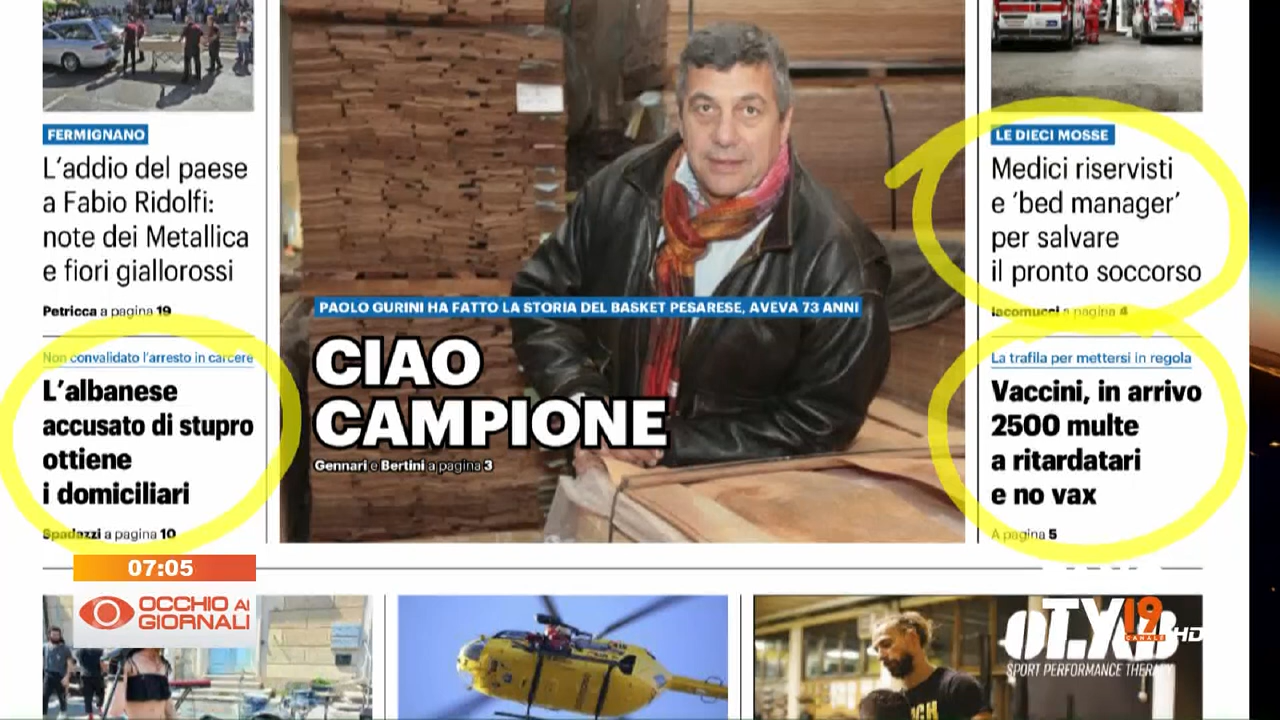 FERMIGNANO
L'addio del paese
a Fabio Ridolfi:
note dei Metallica
e fiori giallorossi
Petricca a pagina 19
Non convalidato l'arresto in carcere
L'albanese
accusato di stupro
ottiene
i domiciliari
Spadazzi a pagina 10
PAOLO GURINI HA FATTO LA STORIA DEL BASKET PESARESE, AVEVA 73 ANNI
CIAO
CAMPIONE
Gennari e Bertini a pagina 3
LE DIECI MOSSE
Medici riservisti
e 'bed manager'
per salvare
il pronto soccorso
Iacomucci a pagina 4
La trafila per mettersi in regola
Vaccini, in arrivo
2500 multe
a ritardatari
e no vax
A pagina 5
07:05
OCCHIO AI
GIORNALI
19
CANALE
HD
SPORT PERFORMANCE THERAPY